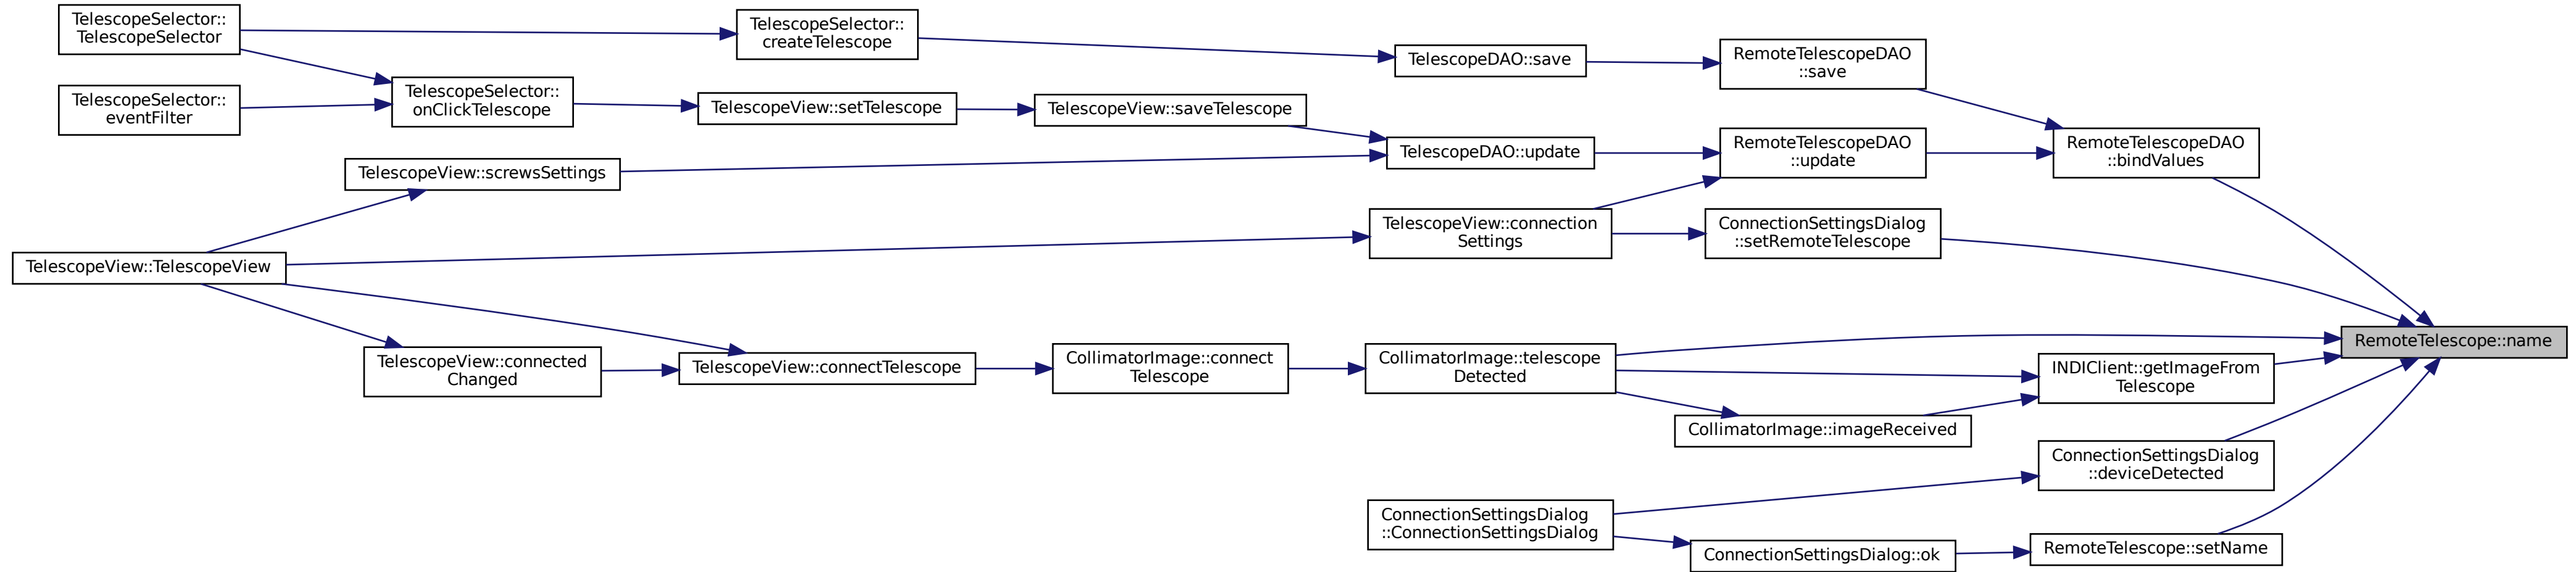 TelescopeSelector::
TelescopeSelector
TelescopeSelector::
createTelescope
TelescopeDAO::save
RemoteTelescopeDAO
::save
TelescopeSelector::
eventFilter
TelescopeSelector::
onClickTelescope
TelescopeView::setTelescope
TelescopeView::saveTelescope
TelescopeDAO::update
RemoteTelescopeDAO
::update
RemoteTelescopeDAO
::bindValues
TelescopeView::screwsSettings
TelescopeView::connection
Settings
ConnectionSettingsDialog
::setRemoteTelescope
TelescopeView::TelescopeView
RemoteTelescope::name
TelescopeView::connected
Changed
TelescopeView::connectTelescope
CollimatorImage::connect
Telescope
CollimatorImage::telescope
Detected
INDIClient::getImageFrom
Telescope
CollimatorImage::imageReceived
ConnectionSettingsDialog
::deviceDetected
ConnectionSettingsDialog
::ConnectionSettingsDialog
ConnectionSettingsDialog::ok
RemoteTelescope::setName